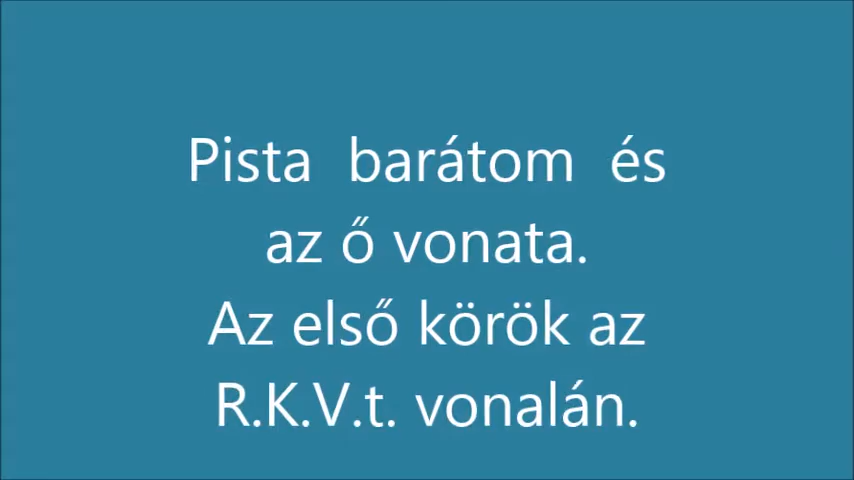 Pista barátom és
az ő vonata.
Az első körök az
R.K.V.t. vonalán.